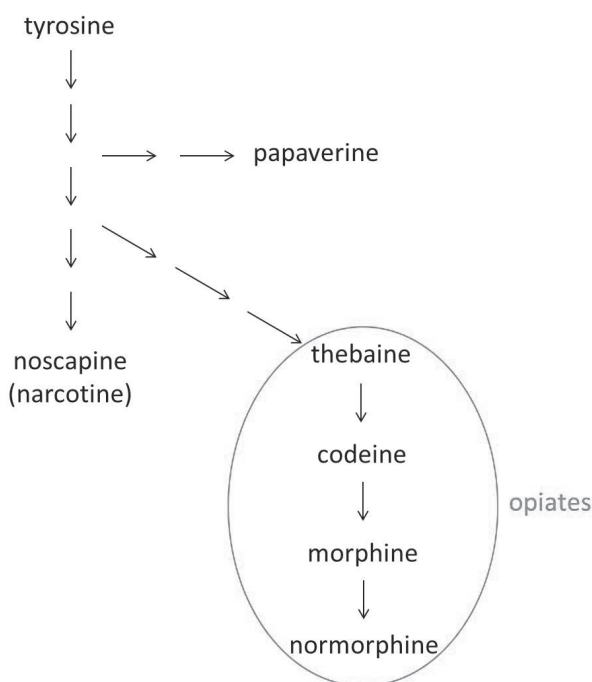 tyrosine
papaverine
noscapine
(narcotine)
thebaine
codeine
opiates
morphine
normorphine